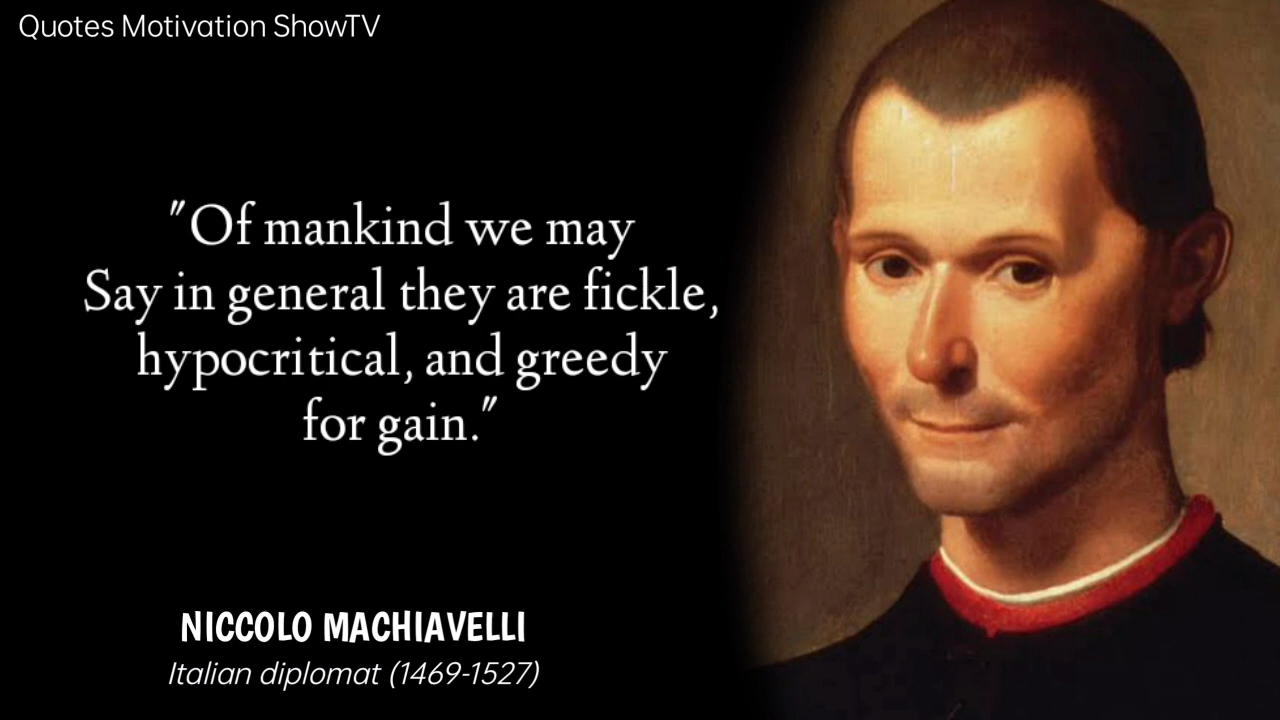 Quotes Motivation ShowTV
"Of mankind we may
Say in general they are fickle,
hypocritical, and greedy
for gain."
NICCOLO MACHIAVELLI
Italian diplomat (1469-1527)